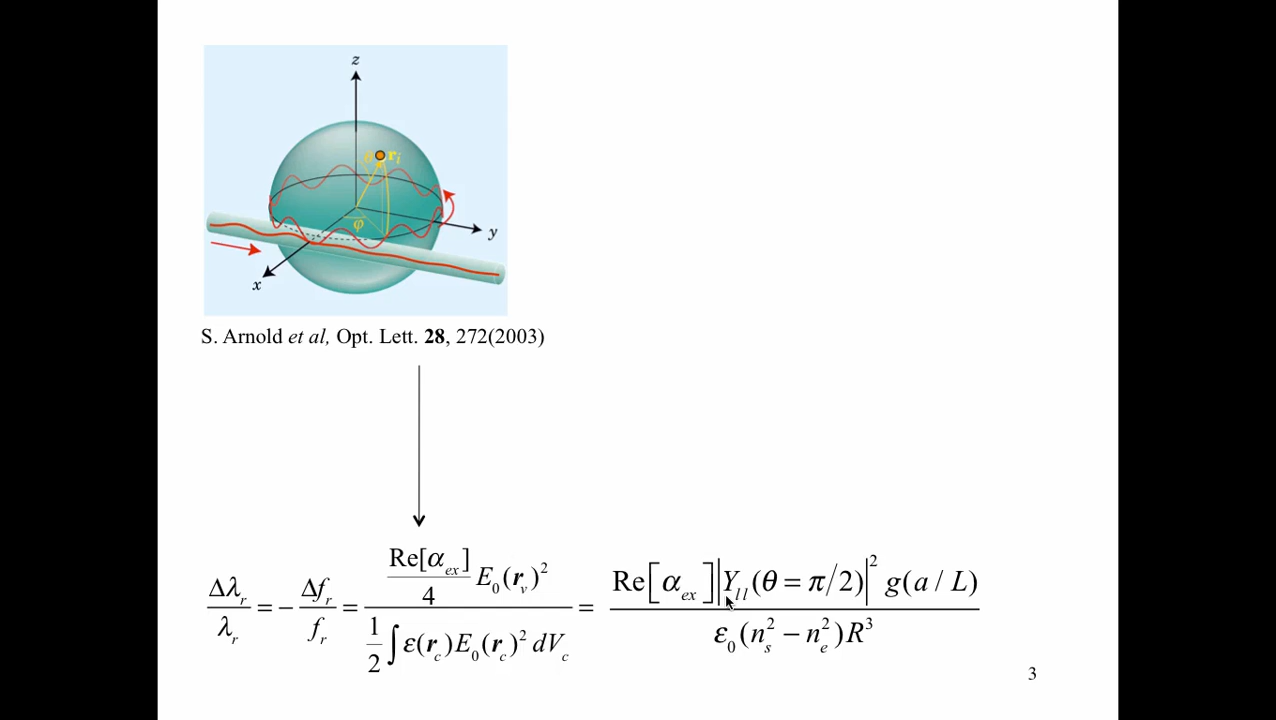 z
θ r_i
φ
y
x
S. Arnold et al, Opt. Lett. 28, 272(2003)
Δλ_r / λ_r = − Δf_r / f_r = (Re[α_ex] / 4 E_0(r_v)^2) / (1/2 ∫ ε(r_c)E_0(r_c)^2 dV_c) = Re[α_ex]|Y_ll(θ = π/2)|^2 g(a / L) / ε_0(n_s^2 − n_e^2)R^3
3